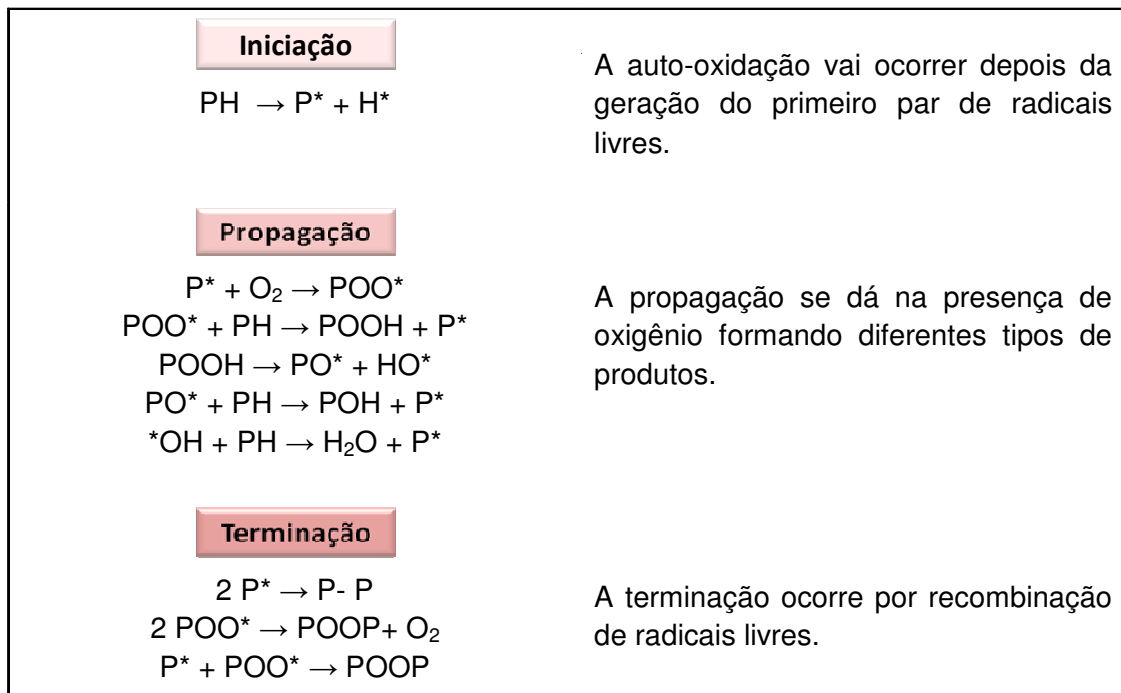 Iniciação
PH → P* + H*
A auto-oxidação vai ocorrer depois da
geração do primeiro par de radicais
livres.
Propagação
P* + O₂ → POO*
POO* + PH → POOH + P*
POOH → PO* + HO*
PO* + PH → POH + P*
*OH + PH → H₂O + P*
A propagação se dá na presença de
oxigênio formando diferentes tipos de
produtos.
Terminação
2 P* → P- P
2 POO* → POOP+ O₂
P* + POO* → POOP
A terminação ocorre por recombinação
de radicais livres.